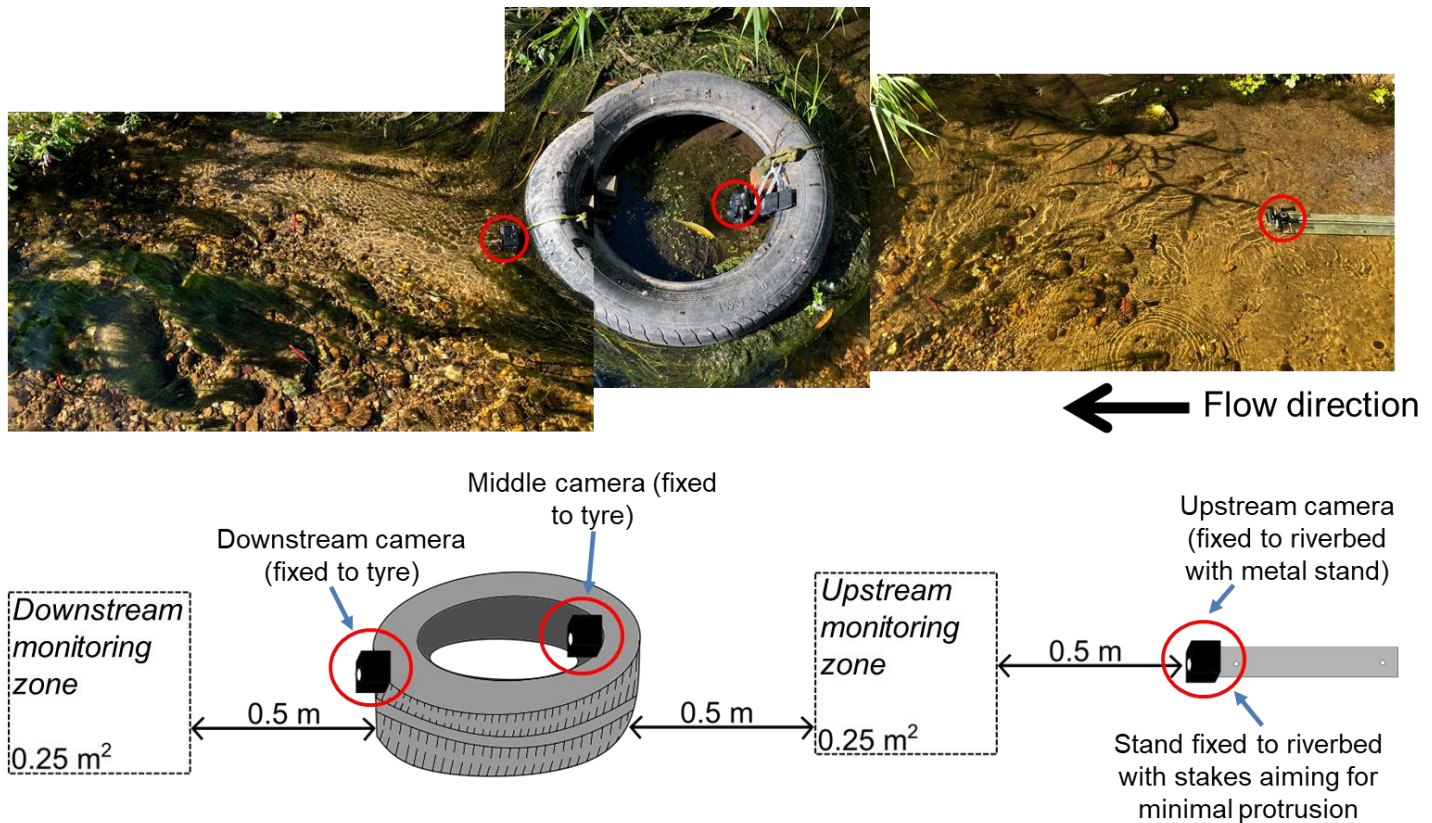 Flow direction
Middle camera (fixed
to tyre)
Downstream camera
(fixed to tyre)
Upstream camera
(fixed to riverbed
with metal stand)
Downstream
monitoring
zone
0.25 m²
0.5 m
0.5 m
Upstream
monitoring
zone
0.25 m²
0.5 m
Stand fixed to riverbed
with stakes aiming for
minimal protrusion